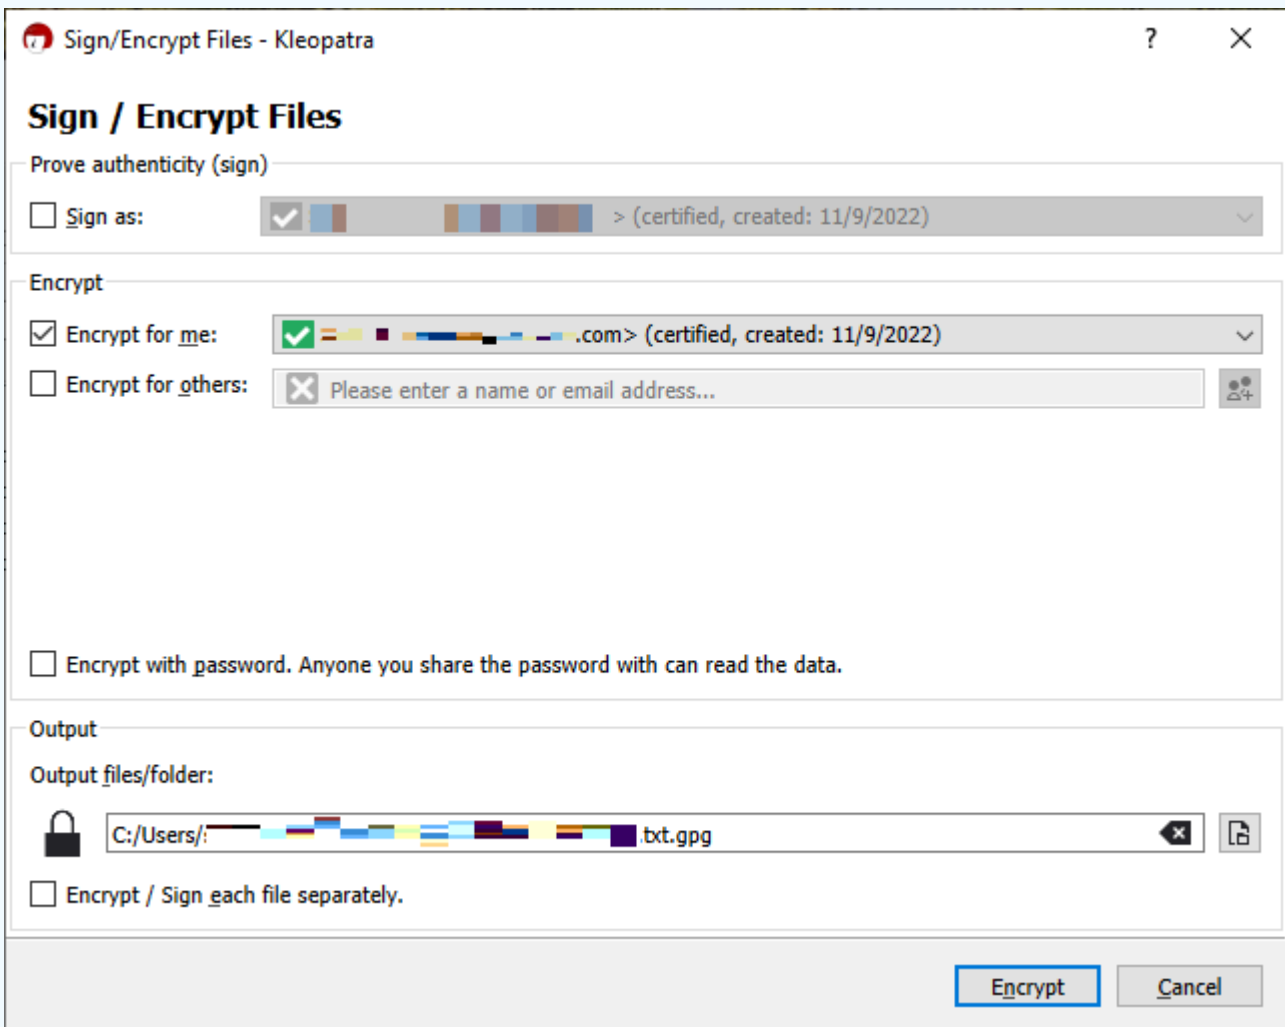 Sign/Encrypt Files - Kleopatra
Sign / Encrypt Files
Prove authenticity (sign)
Sign as: > (certified, created: 11/9/2022)
Encrypt
Encrypt for me: .com> (certified, created: 11/9/2022)
Encrypt for others: Please enter a name or email address...
Encrypt with password. Anyone you share the password with can read the data.
Output
Output files/folder:
C:/Users/ .txt.gpg
Encrypt / Sign each file separately.
Encrypt Cancel